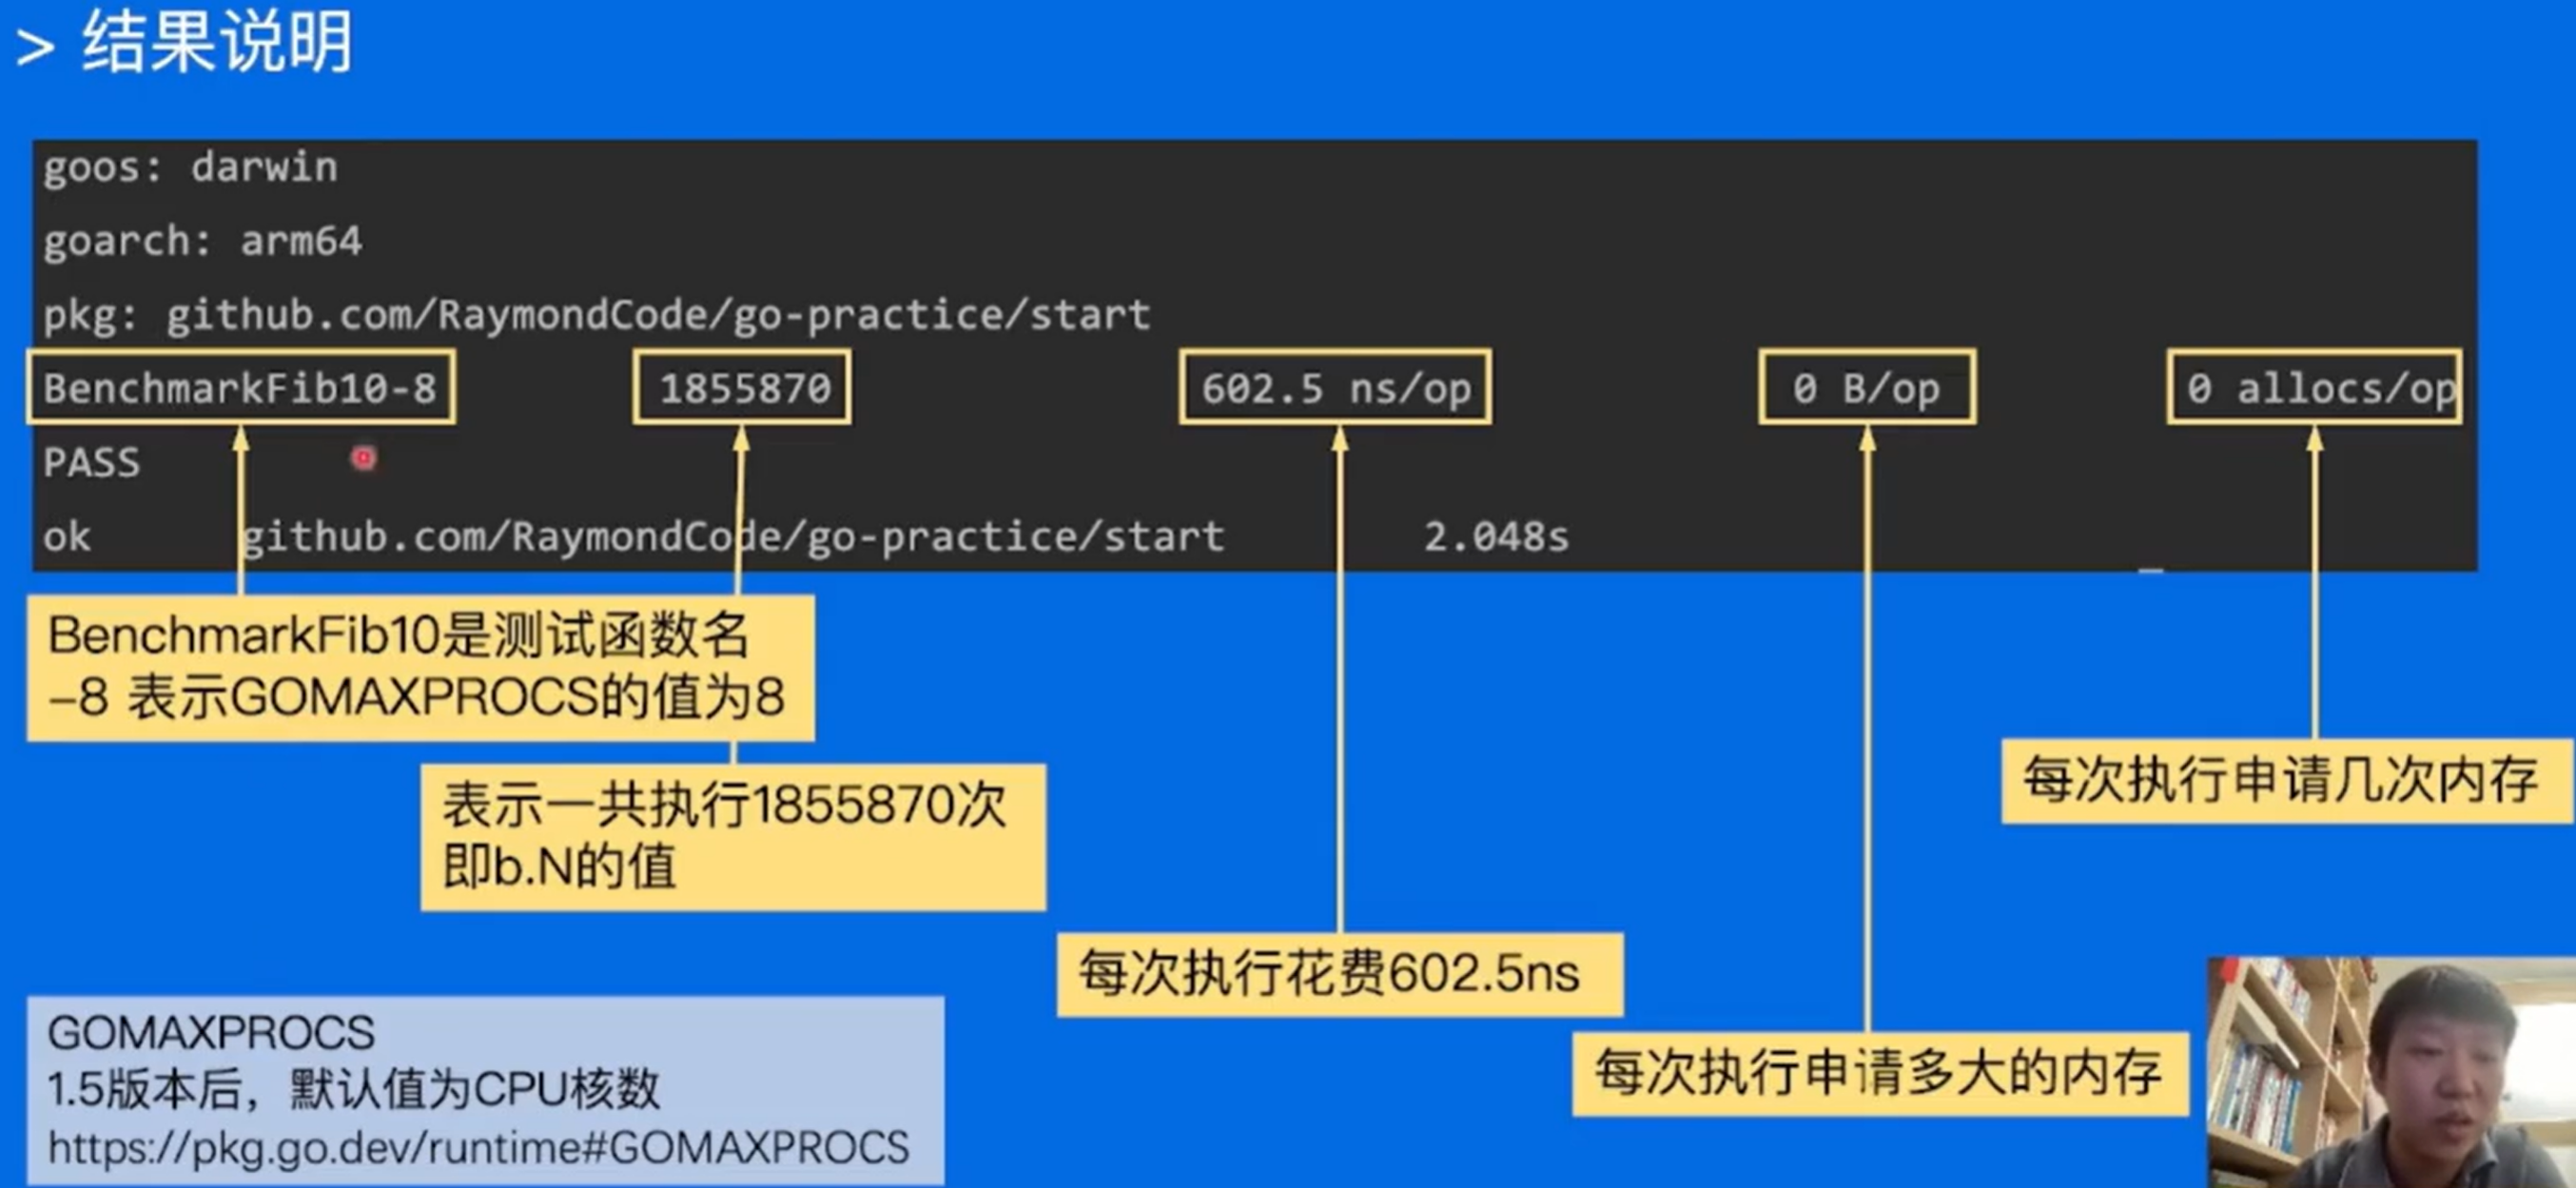 > 结果说明
goos: darwin
goarch: arm64
pkg: github.com/RaymondCode/go-practice/start
BenchmarkFib10-8 1855870 602.5 ns/op 0 B/op 0 allocs/op
PASS
ok github.com/RaymondCode/go-practice/start 2.048s
BenchmarkFib10是测试函数名
-8 表示GOMAXPROCS的值为8
表示一共执行1855870次
即b.N的值
每次执行花费602.5ns
每次执行申请多大的内存
每次执行申请几次内存
GOMAXPROCS
1.5版本后，默认值为CPU核数
https://pkg.go.dev/runtime#GOMAXPROCS